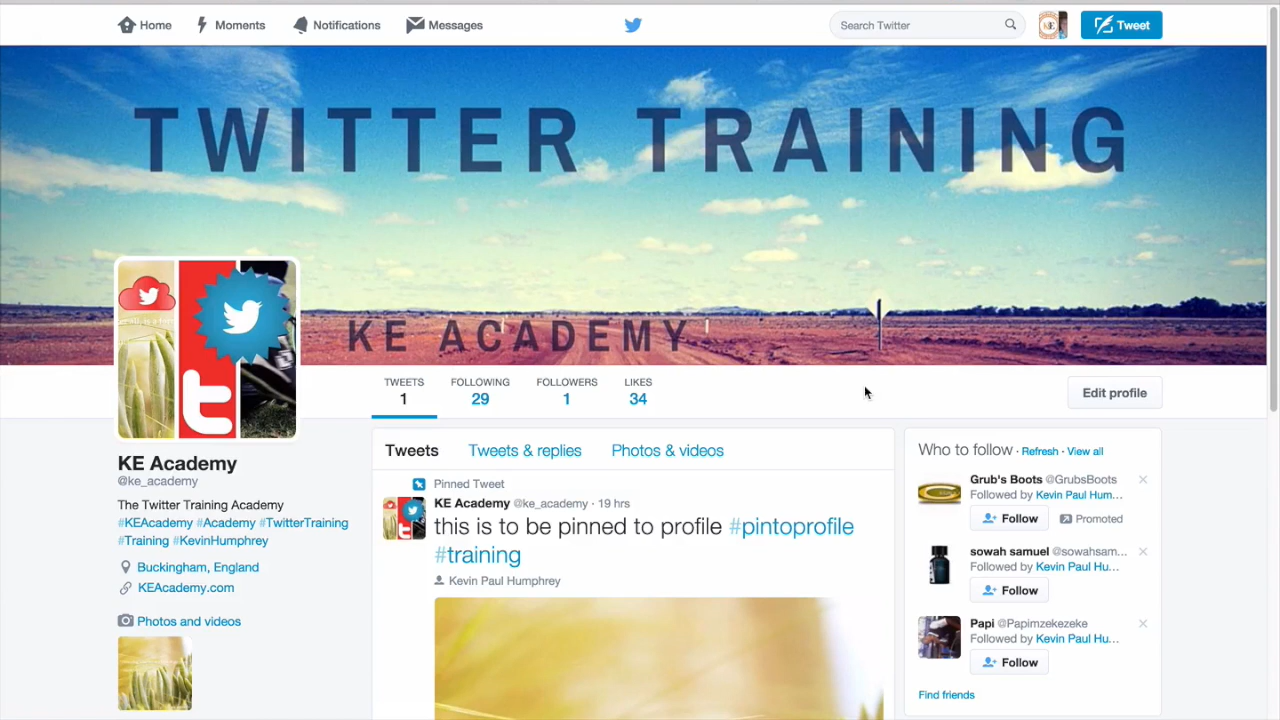 Home
Moments
Notifications
Messages
Search Twitter
Tweet
TWITTER TRAINING
KE ACADEMY
TWEETS
1
FOLLOWING
29
FOLLOWERS
1
LIKES
34
Edit profile
KE Academy
@ke_academy
The Twitter Training Academy
#KEAcademy #Academy #TwitterTraining
#Training #KevinHumphrey
Buckingham, England
KEAcademy.com
Photos and videos
Tweets
Tweets & replies
Photos & videos
Pinned Tweet
KE Academy @ke_academy · 19 hrs
this is to be pinned to profile #pintoprofile
#training
Kevin Paul Humphrey
Who to follow · Refresh · View all
Grub's Boots @GrubsBoots
Followed by Kevin Paul Hum...
Follow
Promoted
sowah samuel @sowahsam...
Followed by Kevin Paul Hu...
Follow
Papi @Papimzekezeke
Followed by Kevin Paul Hu...
Follow
Find friends